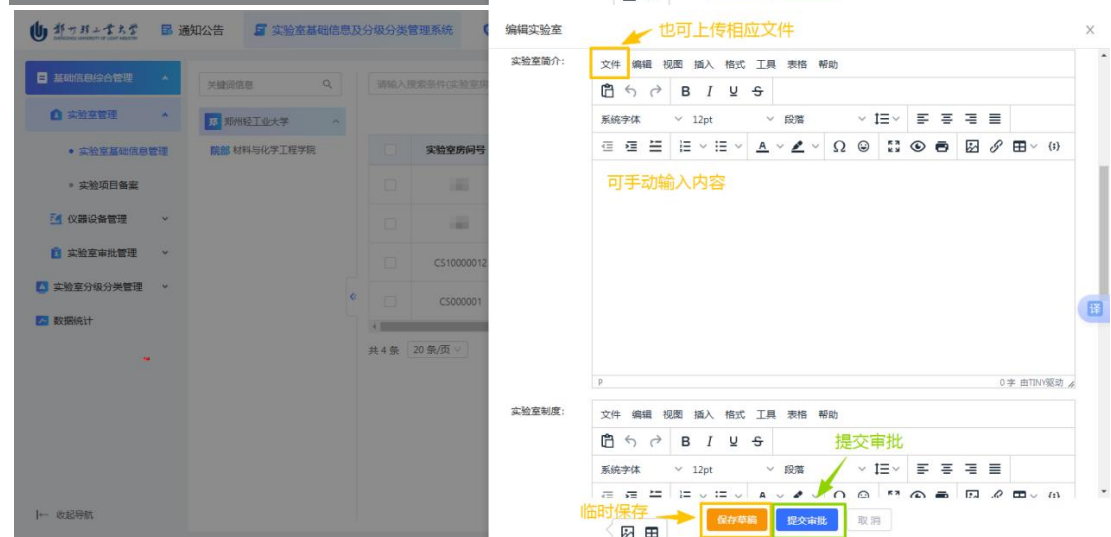 郑州轻工业大学 通知公告 实验室基础信息及分级分类管理系统
编辑实验室
也可上传相应文件
基础信息综合管理
实验室管理
实验室基础信息管理
实验项目备案
仪器设备管理
实验室审批管理
实验室分级分类管理
数据统计
收起导航
关键词信息
郑 郑州轻工业大学
院部 材料与化学工程学院
请输入搜索条件(实验室房
实验室房间号
CS10000012
CS000001
共 4 条 20 条/页
实验室简介:
文件 编辑 视图 插入 格式 工具 表格 帮助
B I U S
系统字体 12pt 段落
可手动输入内容
P
0 字 由TINY驱动
译
实验室制度:
文件 编辑 视图 插入 格式 工具 表格 帮助
B I U S
提交审批
系统字体 12pt 段落
临时保存
保存草稿 提交审批 取 消